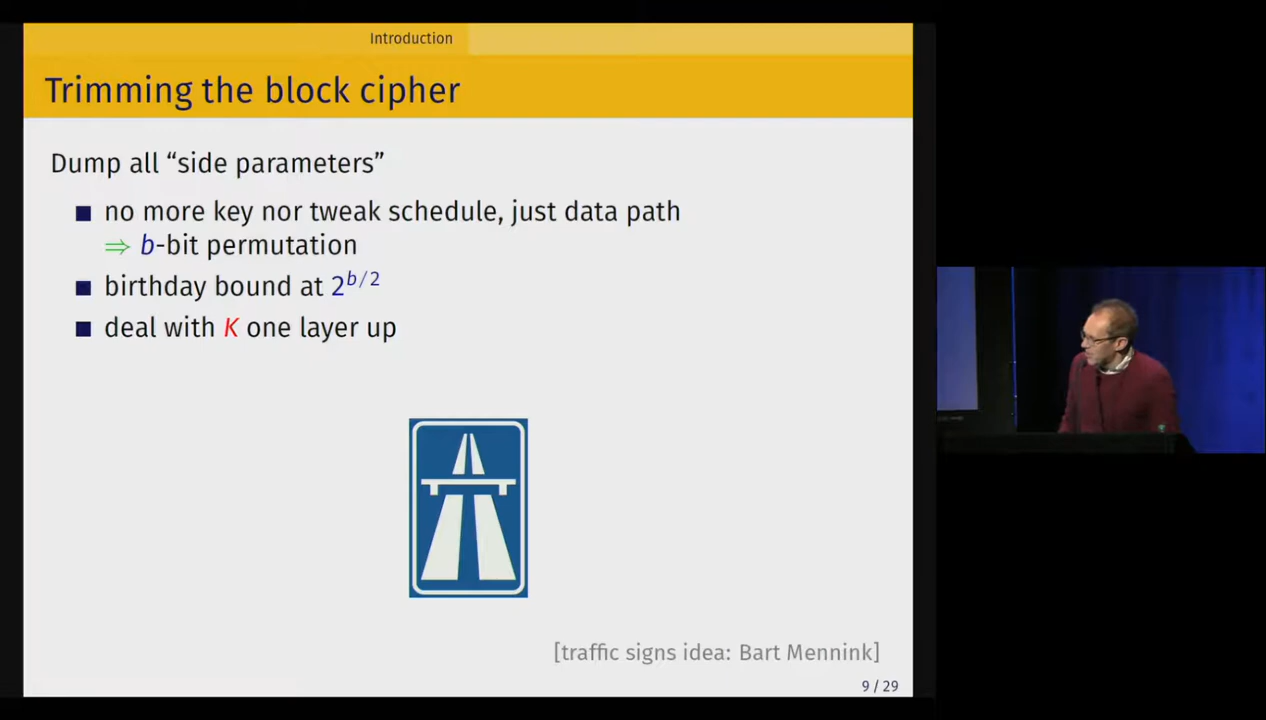 Introduction
Trimming the block cipher
Dump all “side parameters”
■ no more key nor tweak schedule, just data path
⇒ b-bit permutation
■ birthday bound at 2^{b/2}
■ deal with K one layer up
[traffic signs idea: Bart Mennink]
9 / 29